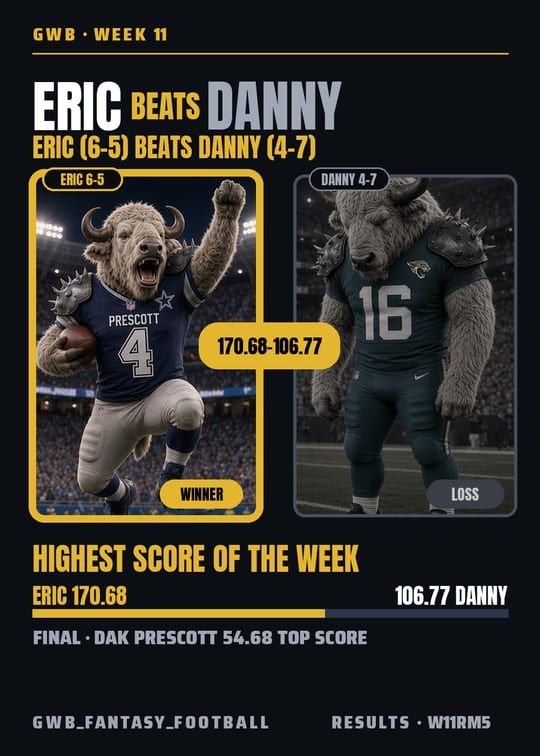 GWB · WEEK 11
ERIC BEATS DANNY
ERIC (6-5) BEATS DANNY (4-7)
ERIC 6-5
DANNY 4-7
PRESCOTT
4
16
170.68-106.77
WINNER
LOSS
HIGHEST SCORE OF THE WEEK
ERIC 170.68
106.77 DANNY
FINAL · DAK PRESCOTT 54.68 TOP SCORE
GWB_FANTASY_FOOTBALL
RESULTS · W11RM5